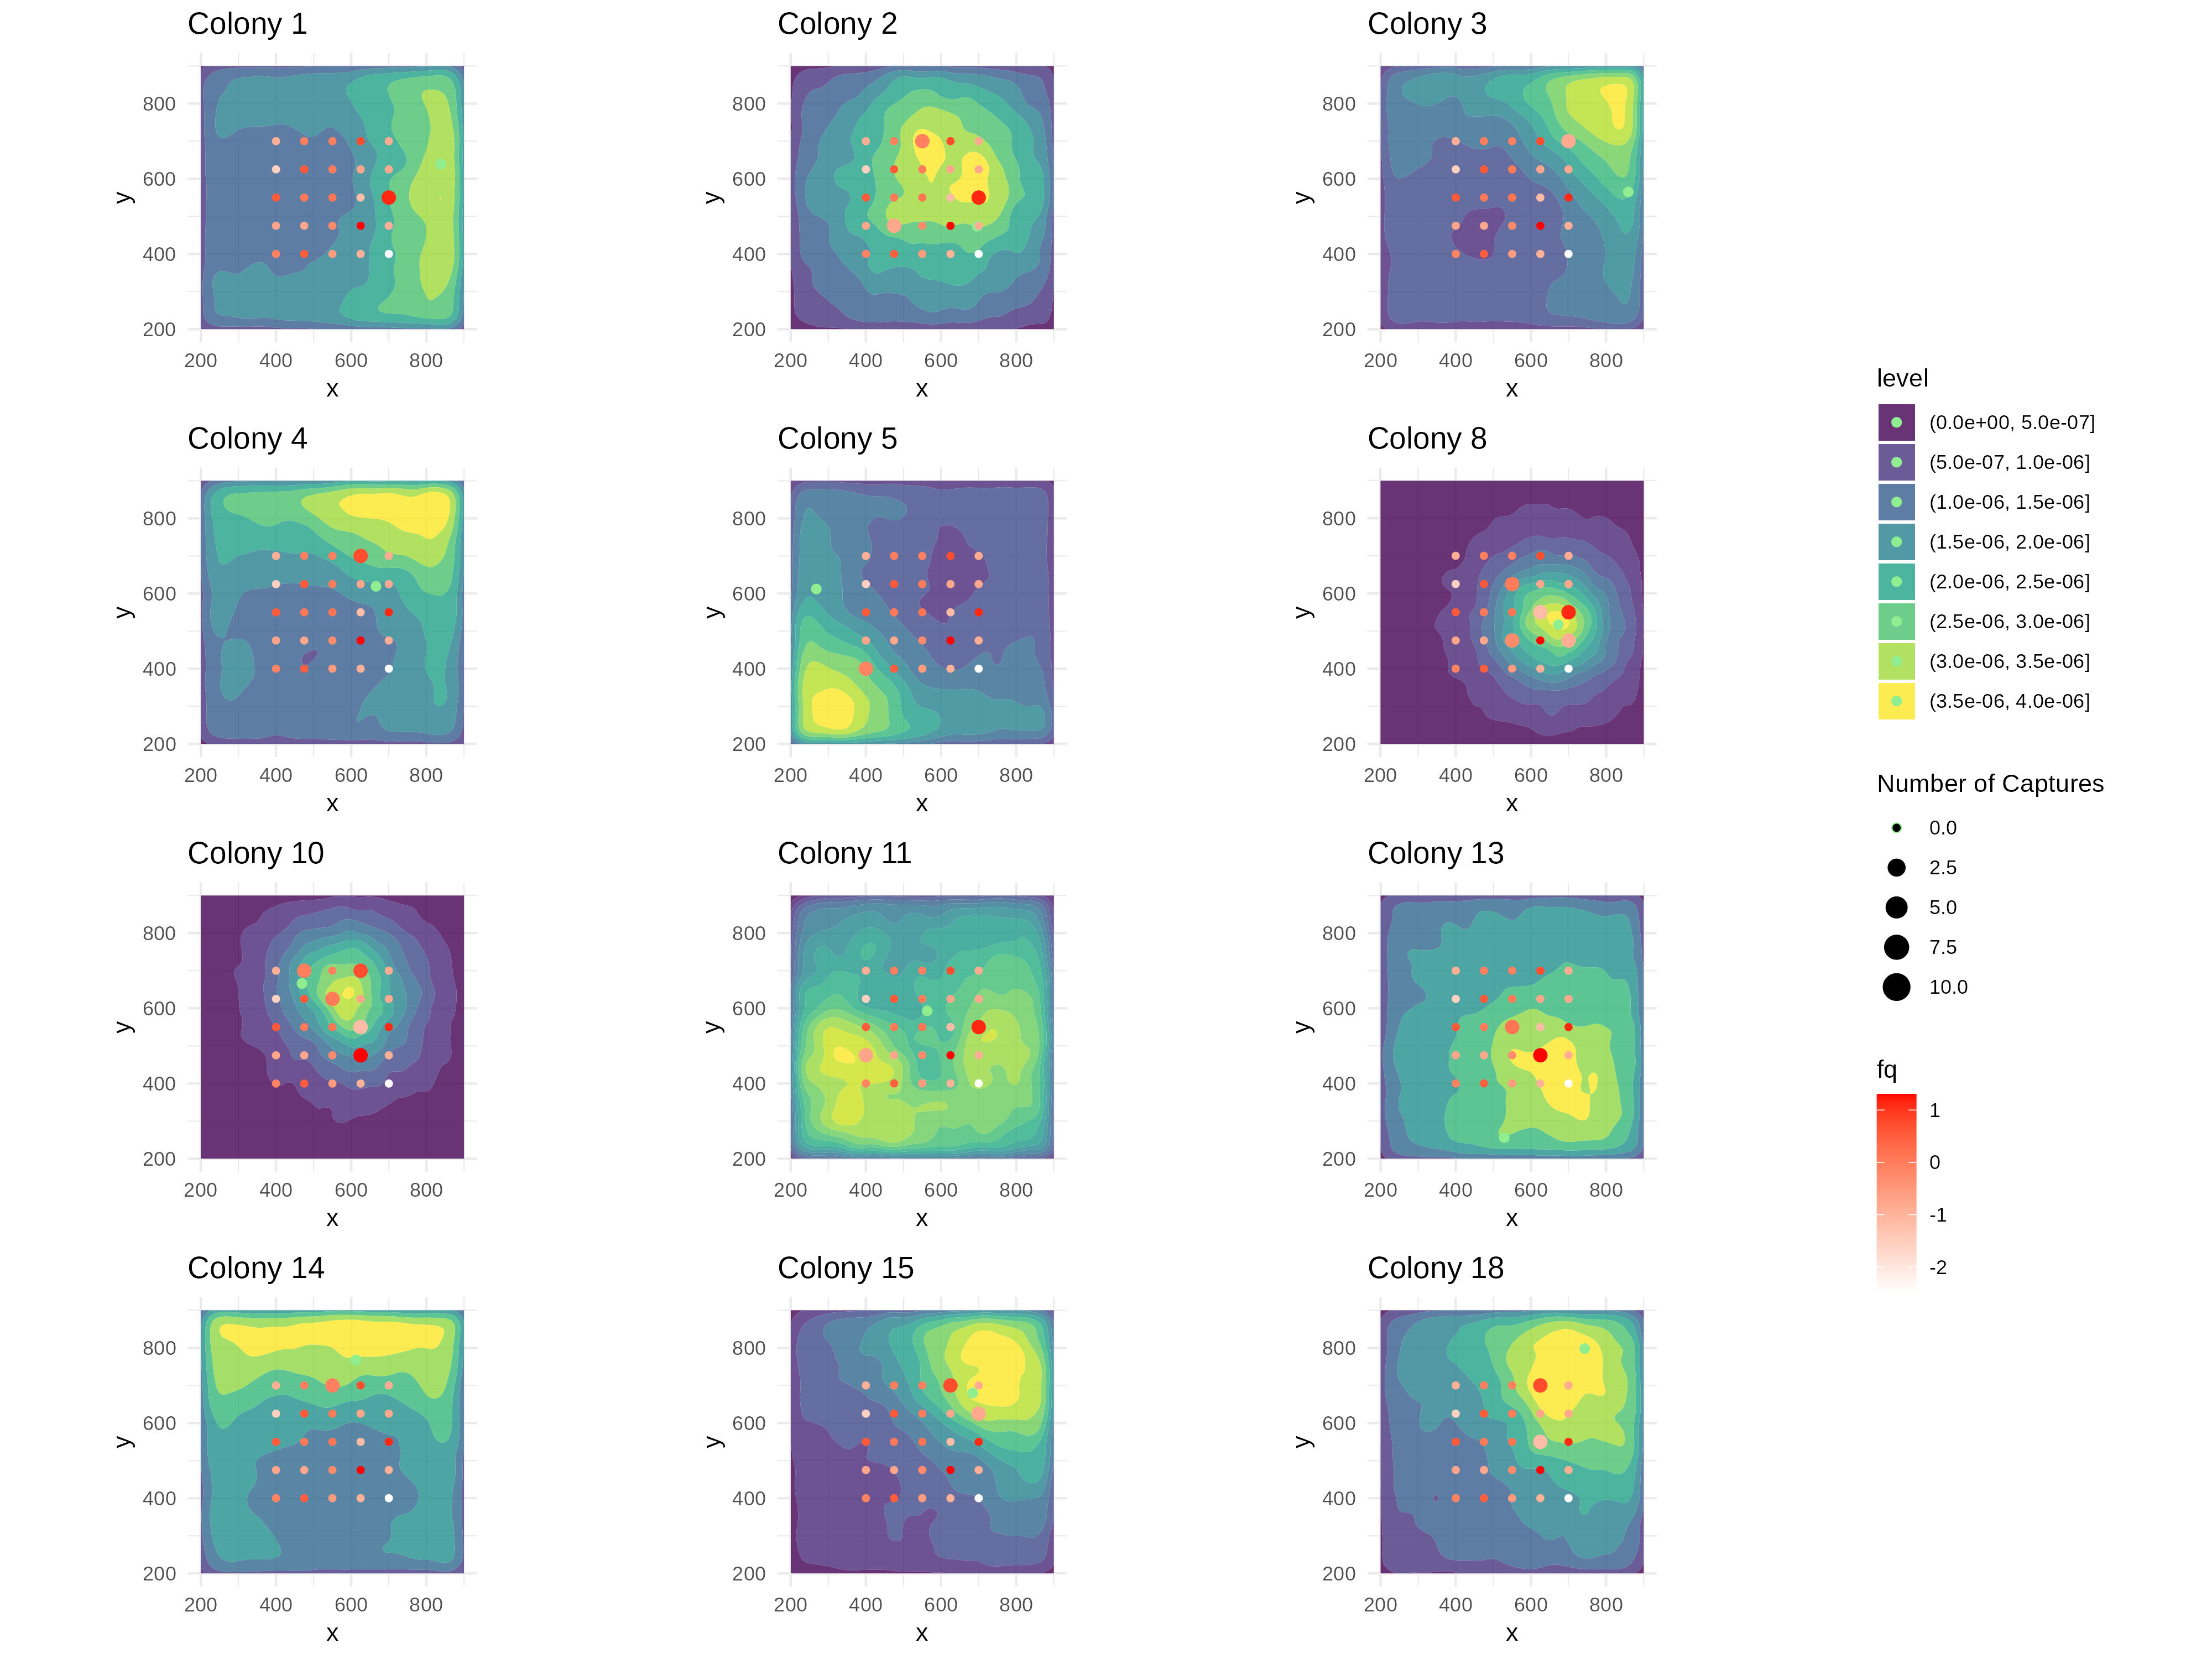 Colony 1
y
800
600
400
200
200 400 600 800
x
Colony 2
y
800
600
400
200
200 400 600 800
x
Colony 3
y
800
600
400
200
200 400 600 800
x
Colony 4
y
800
600
400
200
200 400 600 800
x
Colony 5
y
800
600
400
200
200 400 600 800
x
Colony 8
y
800
600
400
200
200 400 600 800
x
Colony 10
y
800
600
400
200
200 400 600 800
x
Colony 11
y
800
600
400
200
200 400 600 800
x
Colony 13
y
800
600
400
200
200 400 600 800
x
Colony 14
y
800
600
400
200
200 400 600 800
x
Colony 15
y
800
600
400
200
200 400 600 800
x
Colony 18
y
800
600
400
200
200 400 600 800
x
level
(0.0e+00, 5.0e-07]
(5.0e-07, 1.0e-06]
(1.0e-06, 1.5e-06]
(1.5e-06, 2.0e-06]
(2.0e-06, 2.5e-06]
(2.5e-06, 3.0e-06]
(3.0e-06, 3.5e-06]
(3.5e-06, 4.0e-06]
Number of Captures
0.0
2.5
5.0
7.5
10.0
fq
1
0
-1
-2